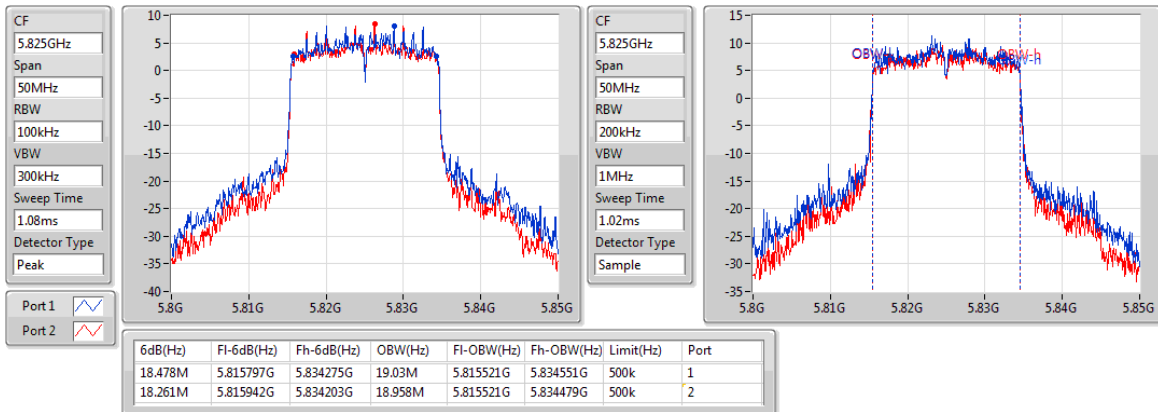 CF
5.825GHz
Span
50MHz
RBW
100kHz
VBW
300kHz
Sweep Time
1.08ms
Detector Type
Peak
Port 1
Port 2
10
5
0
-5
-10
-15
-20
-25
-30
-35
-40
5.8G 5.81G 5.82G 5.83G 5.84G 5.85G
CF
5.825GHz
Span
50MHz
RBW
200kHz
VBW
1MHz
Sweep Time
1.02ms
Detector Type
Sample
15
10
5
0
-5
-10
-15
-20
-25
-30
-35
OBW OBW-h
5.8G 5.81G 5.82G 5.83G 5.84G 5.85G
6dB(Hz) Fl-6dB(Hz) Fh-6dB(Hz) OBW(Hz) Fl-OBW(Hz) Fh-OBW(Hz) Limit(Hz) Port
18.478M 5.815797G 5.834275G 19.03M 5.815521G 5.834551G 500k 1
18.261M 5.815942G 5.834203G 18.958M 5.815521G 5.834479G 500k 2